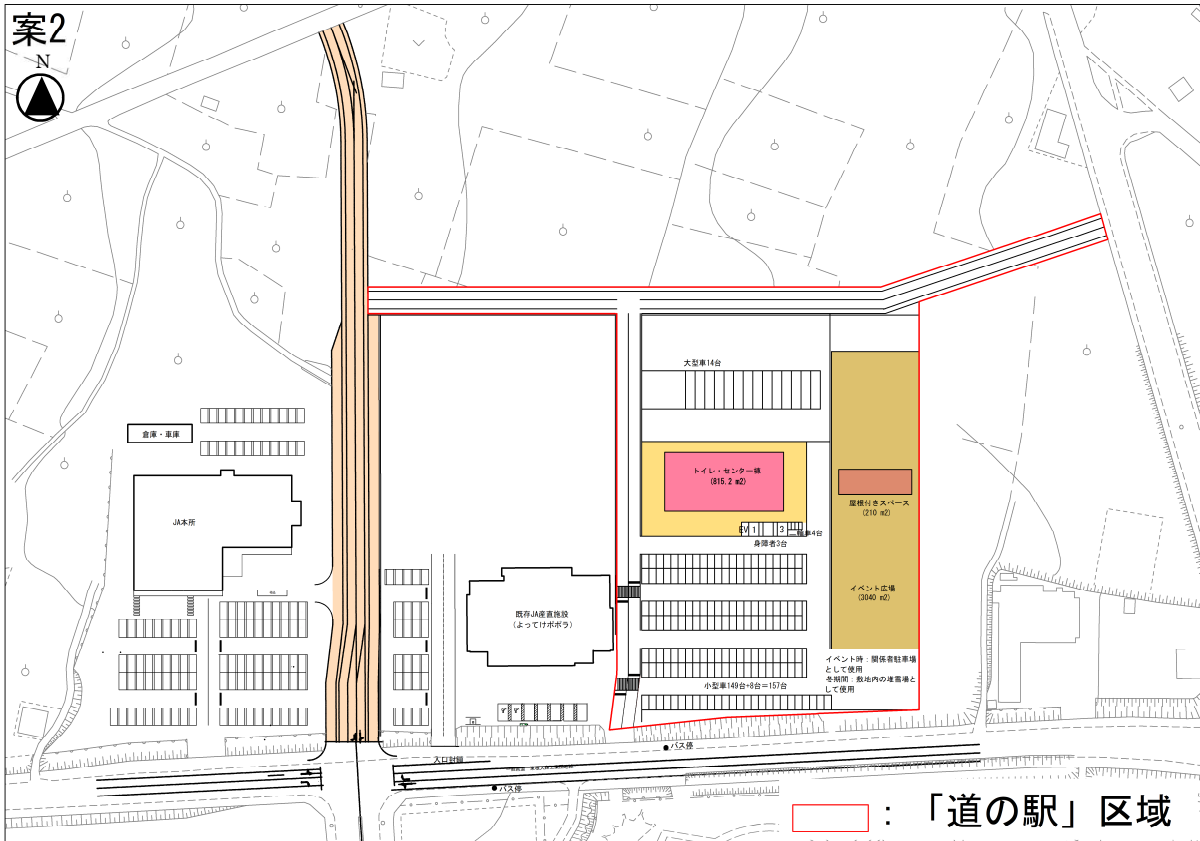 案2
N
大型車14台
倉庫・車庫
トイレ・センター棟
(815.2 m2)
屋根付きスペース
(210 m2)
JA本所
EV 1 3
二輪車4台
身障者3台
イベント広場
(3040 m2)
既存JA産直施設
(よってけポポラ)
イベント時:関係者駐車場
として使用
冬期間:敷地内の堆雪場と
して使用
小型車149台+8台=157台
バス停
入口封鎖
バス停
:「道の駅」区域